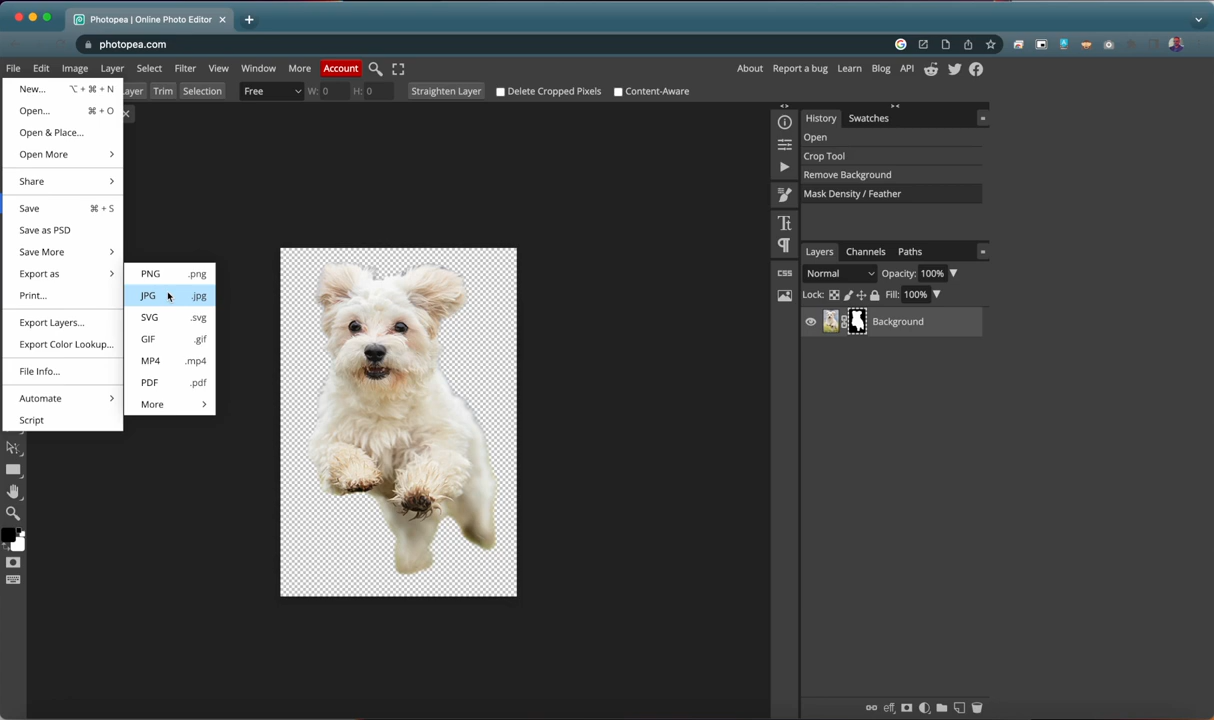 Photopea | Online Photo Editor
photopea.com
File Edit Image Layer Select Filter View Window More Account
About Report a bug Learn Blog API
New... ⌥ + ⌘ + N
Open... ⌘ + O
Open & Place...
Open More >
Share >
Save ⌘ + S
Save as PSD
Save More >
Export as >
Print...
Export Layers...
Export Color Lookup...
File Info...
Automate >
Script
PNG .png
JPG .jpg
SVG .svg
GIF .gif
MP4 .mp4
PDF .pdf
More >
Layer Trim Selection Free W: 0 H: 0 Straighten Layer Delete Cropped Pixels Content-Aware
History Swatches
Open
Crop Tool
Remove Background
Mask Density / Feather
CSS
Layers Channels Paths
Normal Opacity: 100%
Lock: Fill: 100%
Background
eff